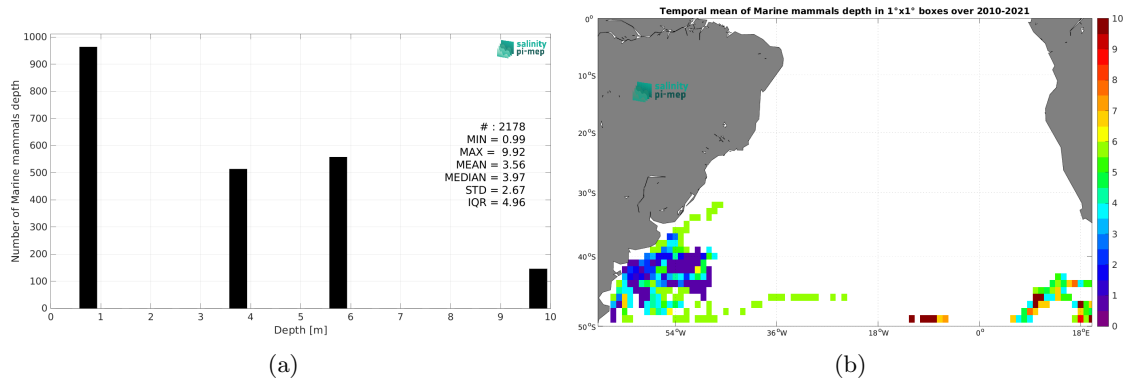 1000
900
800
700
600
500
400
300
200
100
0
Number of Marine mammals depth
salinity
pi-mep
# : 2178
MIN = 0.99
MAX = 9.92
MEAN = 3.56
MEDIAN = 3.97
STD = 2.67
IQR = 4.96
0 1 2 3 4 5 6 7 8 9 10
Depth [m]
(a)
Temporal mean of Marine mammals depth in 1°x1° boxes over 2010-2021
0°
10°S
20°S
30°S
40°S
50°S
salinity
pi-mep
54°W 36°W 18°W 0° 18°E
10
9
8
7
6
5
4
3
2
1
0
(b)